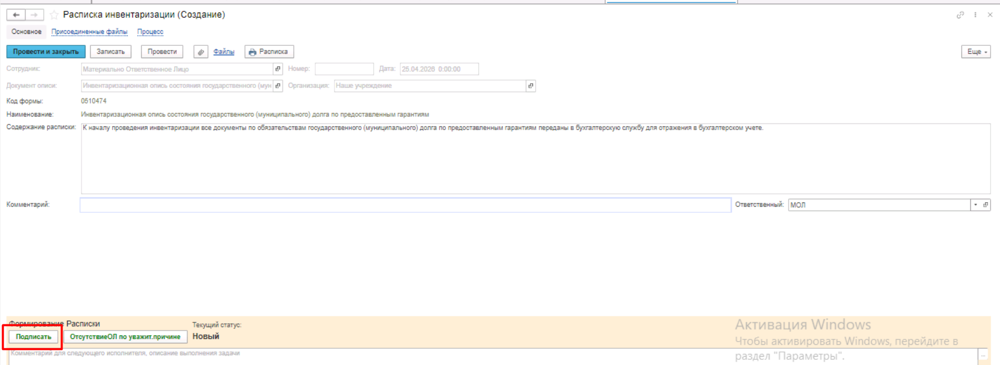 Расписка инвентаризации (Создание)
Основное Присоединенные файлы Процесс
Провести и закрыть Записать Провести Файлы Расписка Еще
Сотрудник: Материально Ответственное Лицо Номер: Дата: 25.04.2026 0:00:00
Документ описи: Инвентаризационная опись состояния государственного (мун Организация: Наше учреждение
Код формы: 0510474
Наименование: Инвентаризационная опись состояния государственного (муниципального) долга по предоставленным гарантиям
Содержание расписки: К началу проведения инвентаризации все документы по обязательствам государственного (муниципального) долга по предоставленным гарантиям переданы в бухгалтерскую службу для отражения в бухгалтерском учете.
Комментарий: Ответственный: МОЛ
Формирование Расписки Текущий статус:
Подписать ОтсутствиеОЛ по уважит.причине Новый
Комментарий для следующего исполнителя, описание выполнения задачи
Активация Windows
Чтобы активировать Windows, перейдите в
раздел "Параметры".